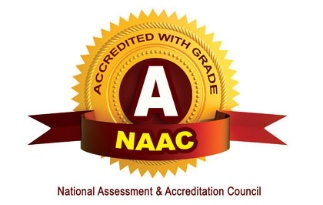 ACCREDITED WITH GRADE
A
NAAC
National Assessment & Accreditation Council